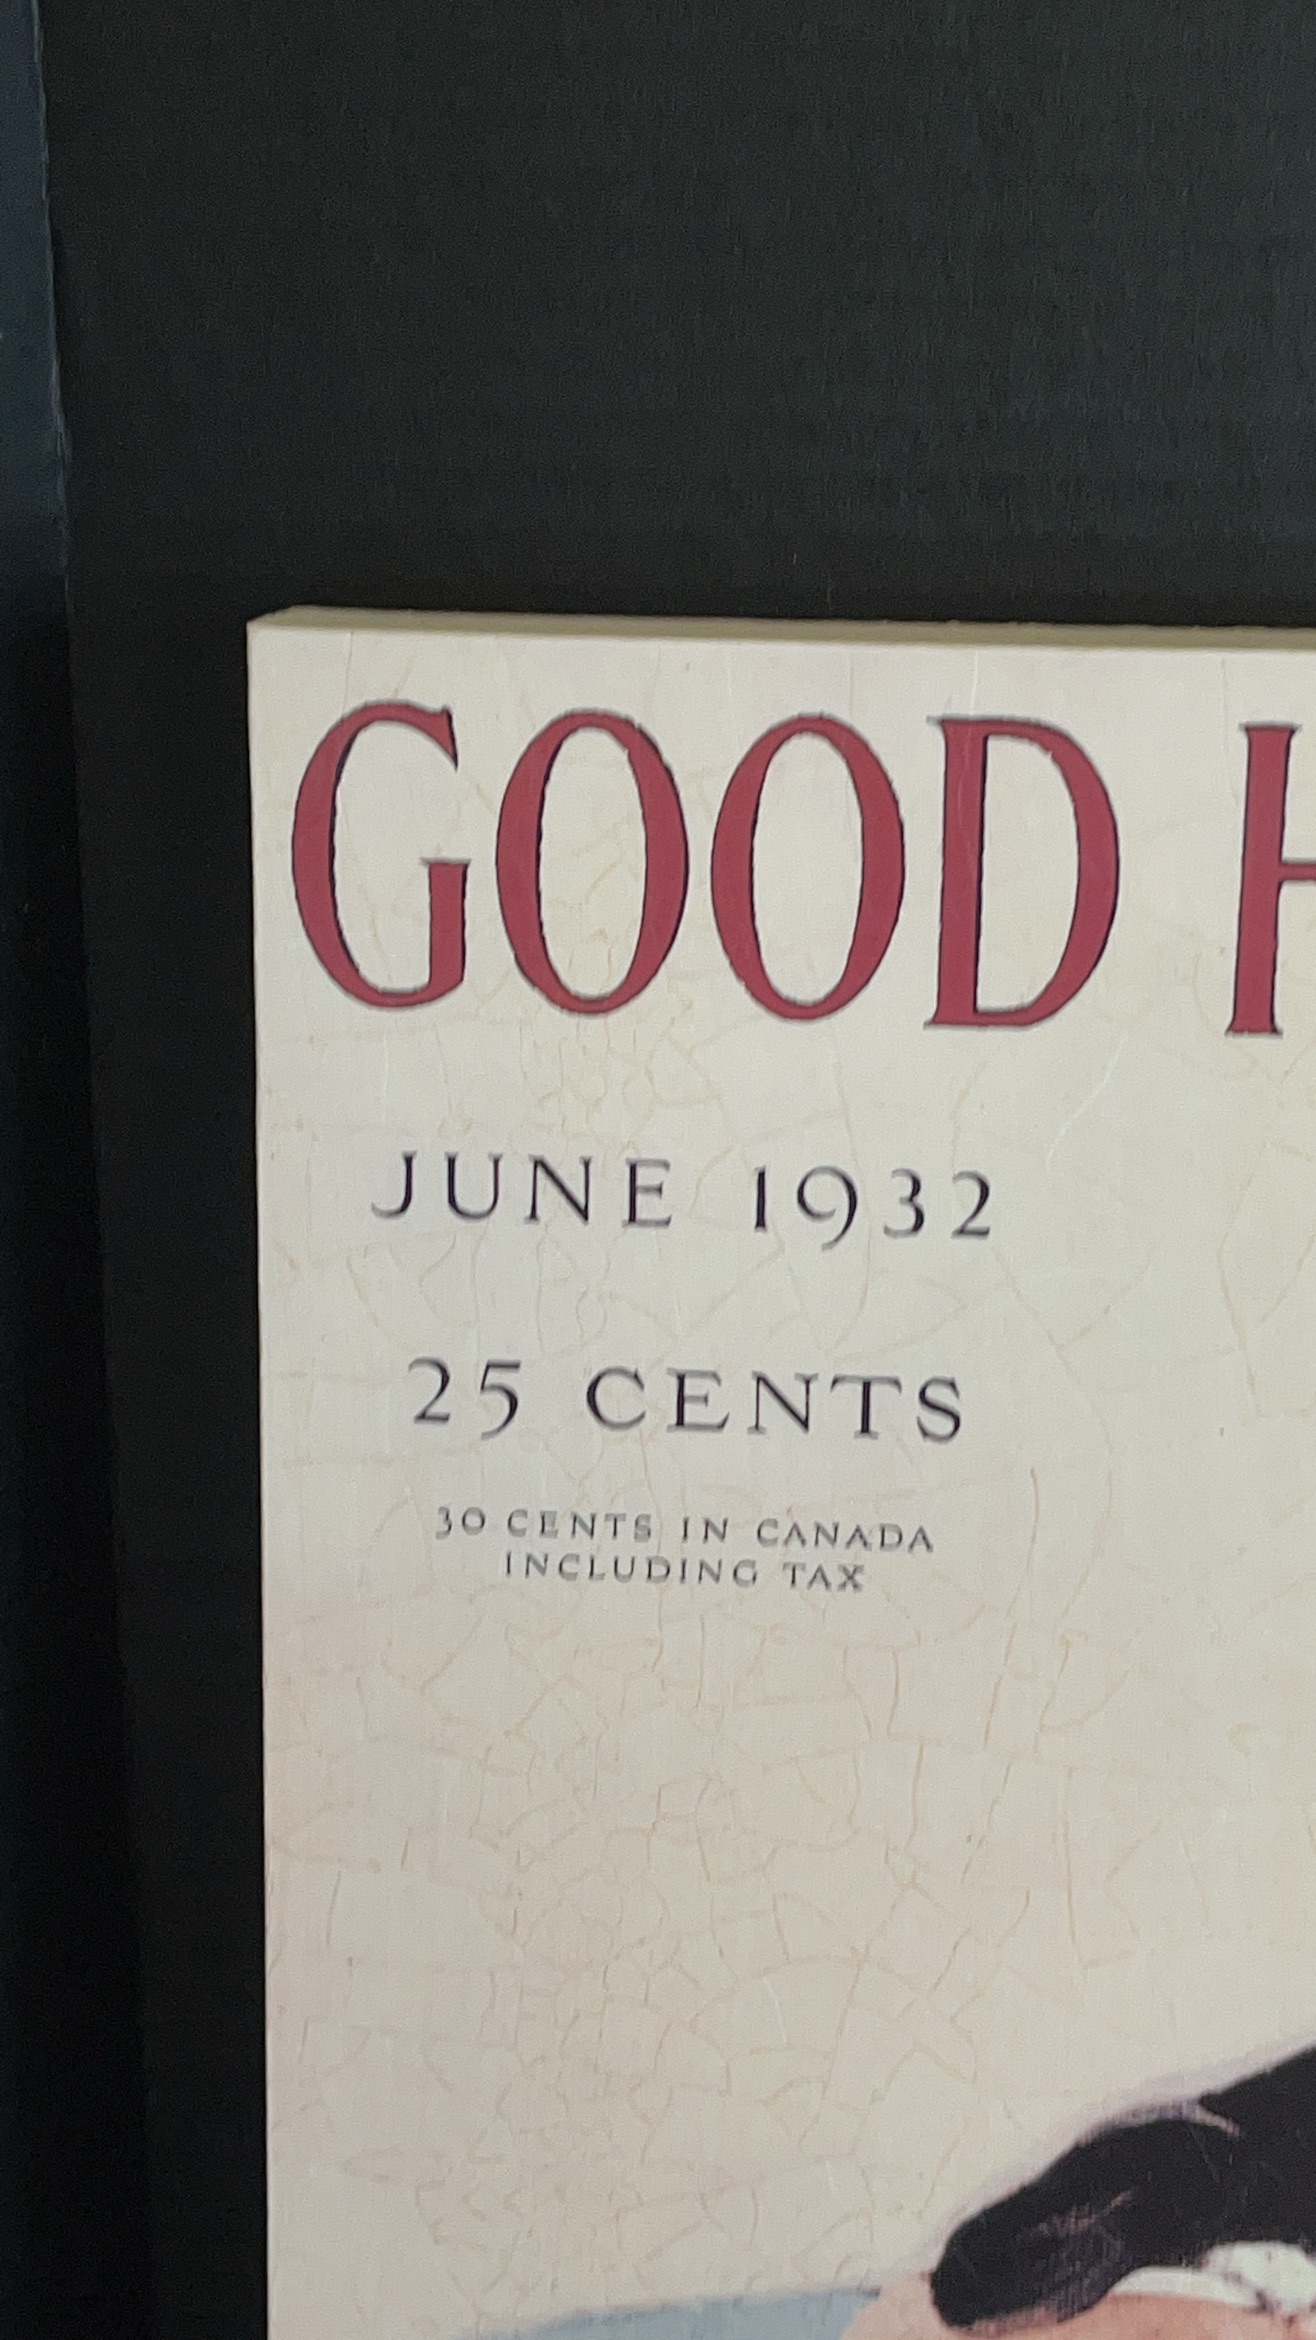 GOOD H
JUNE 1932
25 CENTS
30 CENTS IN CANADA
INCLUDING TAX